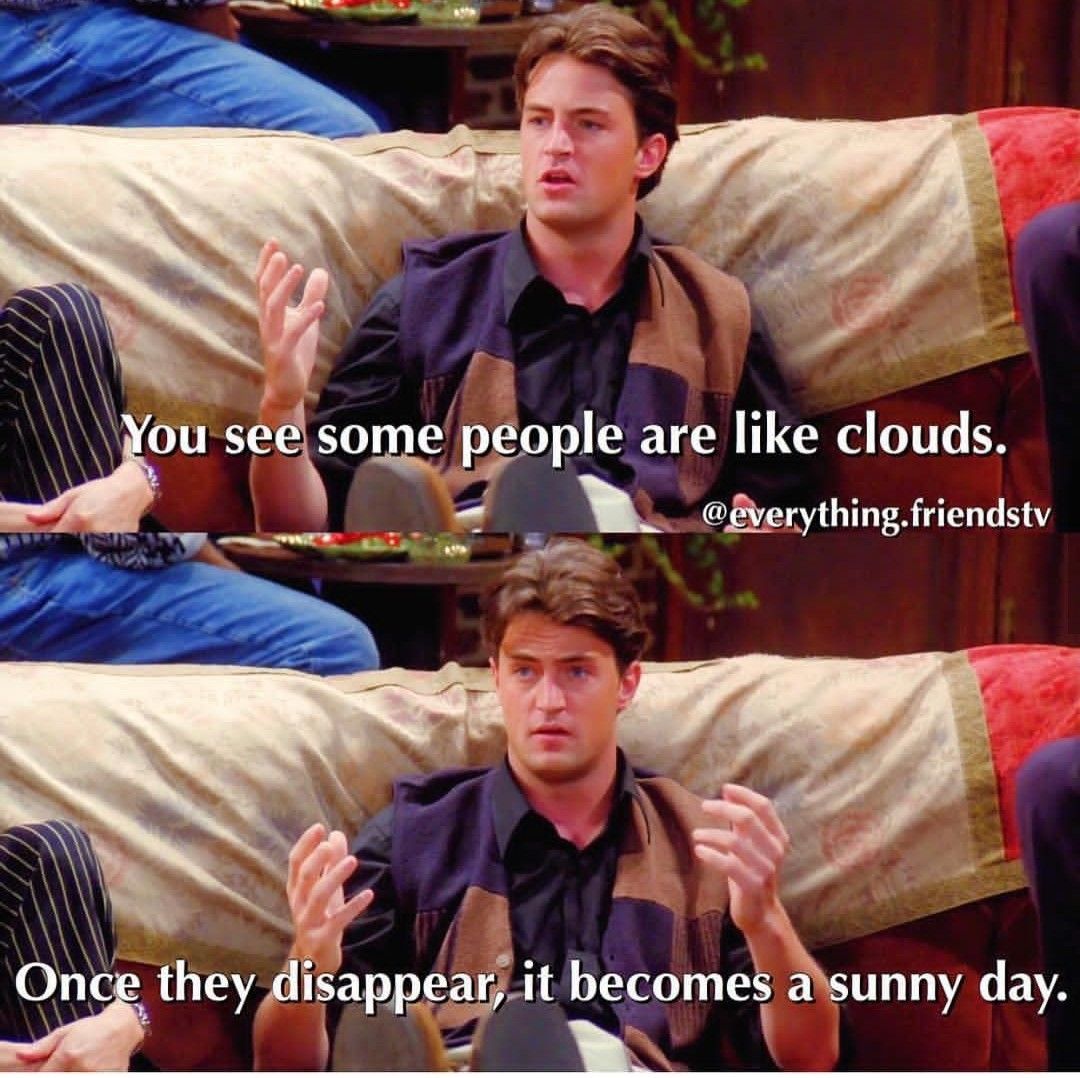 You see some people are like clouds.
@everything.friendstv
Once they disappear, it becomes a sunny day.